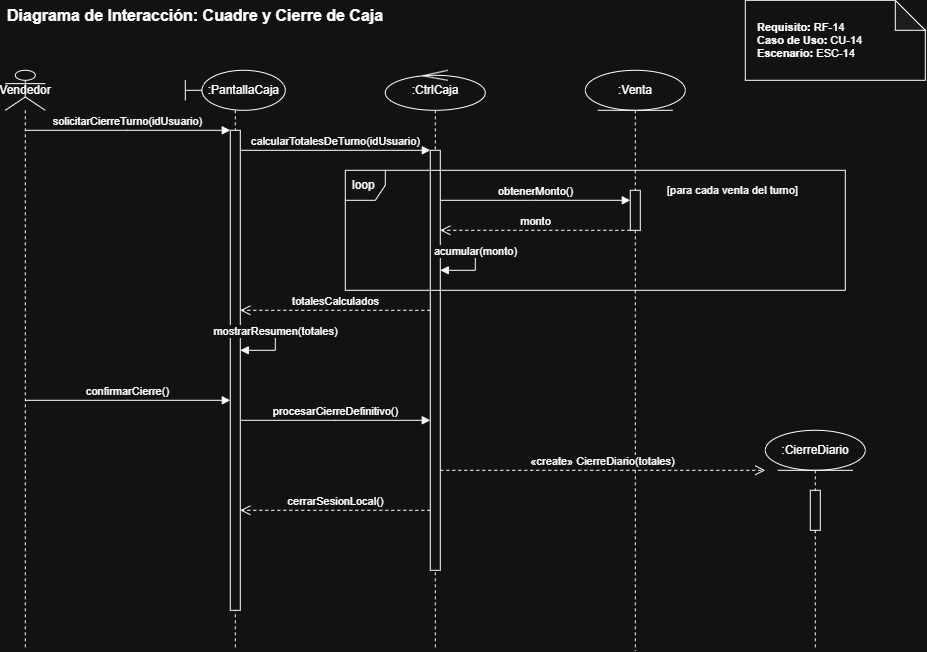 Diagrama de Interacción: Cuadre y Cierre de Caja
Requisito: RF-14
Caso de Uso: CU-14
Escenario: ESC-14
Vendedor
:PantallaCaja
:CtrlCaja
:Venta
solicitarCierreTurno(idUsuario)
calcularTotalesDeTurno(idUsuario)
loop
obtenerMonto()
[para cada venta del turno]
monto
acumular(monto)
totalesCalculados
mostrarResumen(totales)
confirmarCierre()
procesarCierreDefinitivo()
:CierreDiario
«create» CierreDiario(totales)
cerrarSesionLocal()